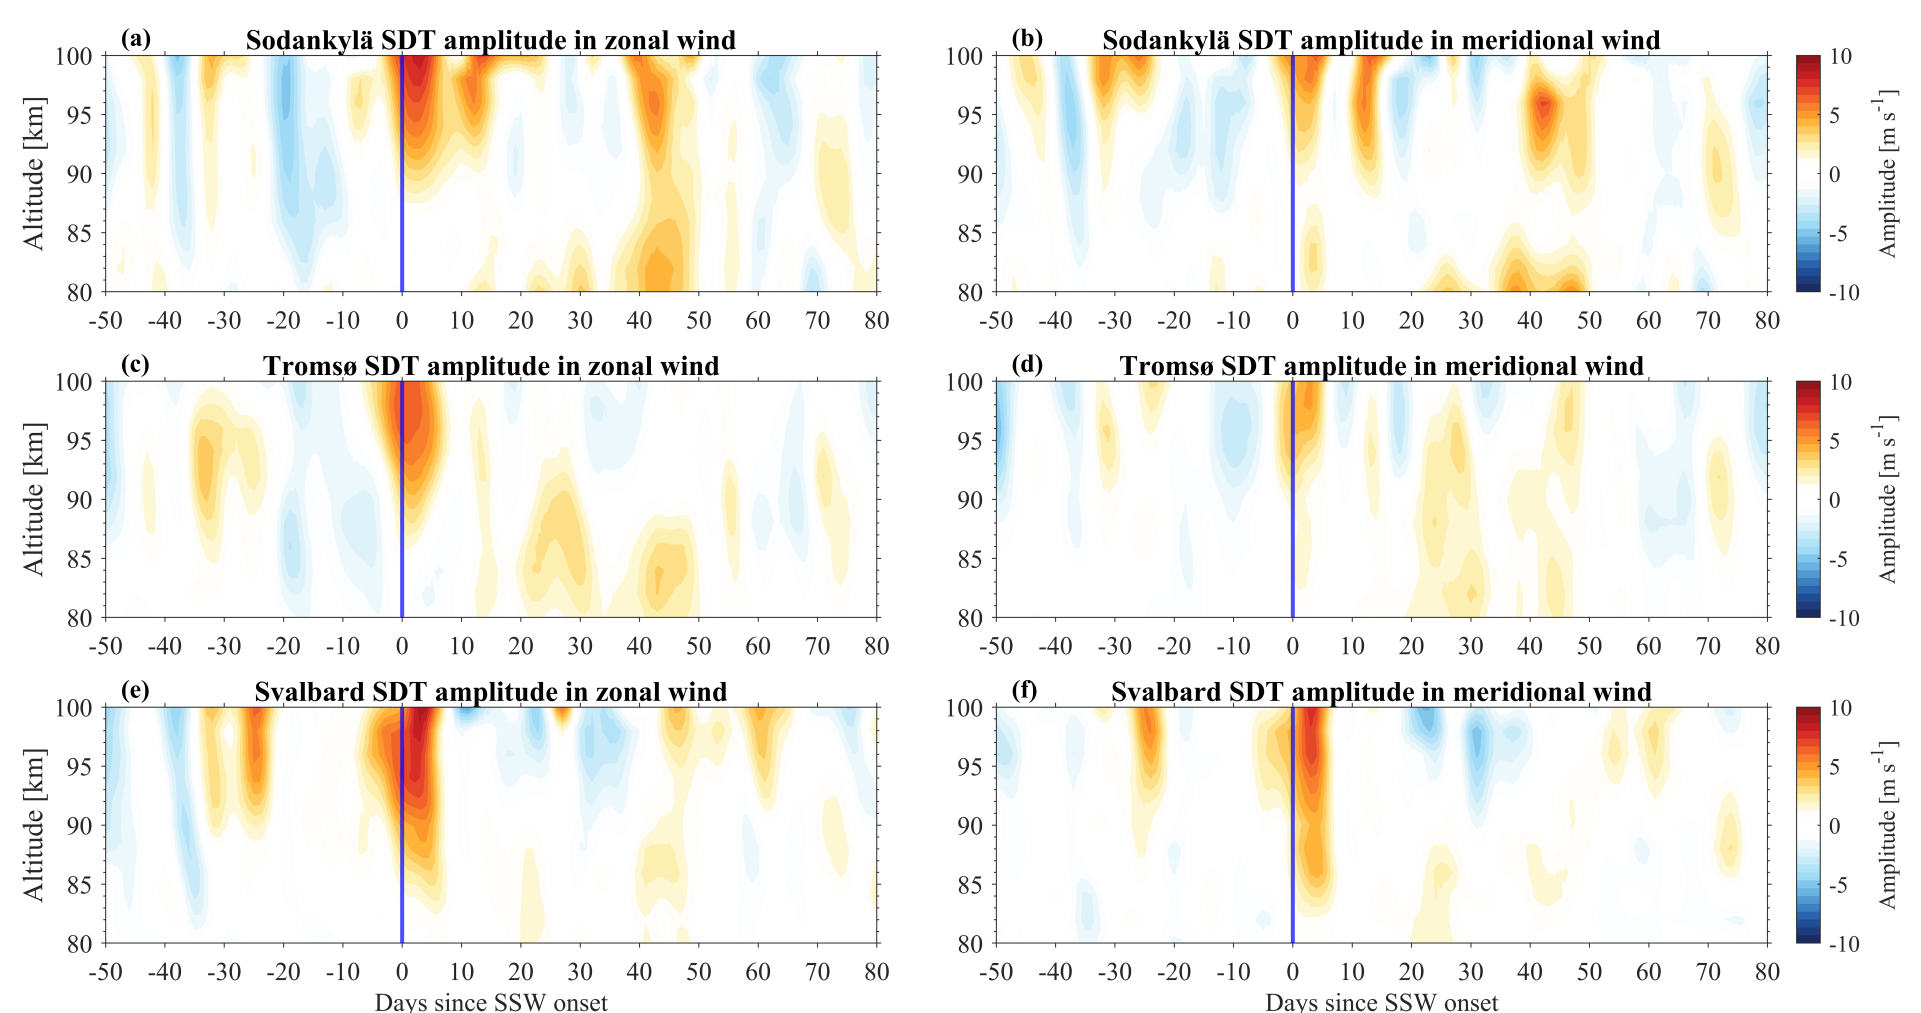 (a) Sodankylä SDT amplitude in zonal wind
100
95
90
85
80
Altitude [km]
-50 -40 -30 -20 -10 0 10 20 30 40 50 60 70 80
(b) Sodankylä SDT amplitude in meridional wind
100
95
90
85
80
-50 -40 -30 -20 -10 0 10 20 30 40 50 60 70 80
10
5
0
-5
-10
Amplitude [m s-1]
(c) Tromsø SDT amplitude in zonal wind
100
95
90
85
80
Altitude [km]
-50 -40 -30 -20 -10 0 10 20 30 40 50 60 70 80
(d) Tromsø SDT amplitude in meridional wind
100
95
90
85
80
-50 -40 -30 -20 -10 0 10 20 30 40 50 60 70 80
10
5
0
-5
-10
Amplitude [m s-1]
(e) Svalbard SDT amplitude in zonal wind
100
95
90
85
80
Altitude [km]
-50 -40 -30 -20 -10 0 10 20 30 40 50 60 70 80
Days since SSW onset
(f) Svalbard SDT amplitude in meridional wind
100
95
90
85
80
-50 -40 -30 -20 -10 0 10 20 30 40 50 60 70 80
Days since SSW onset
10
5
0
-5
-10
Amplitude [m s-1]